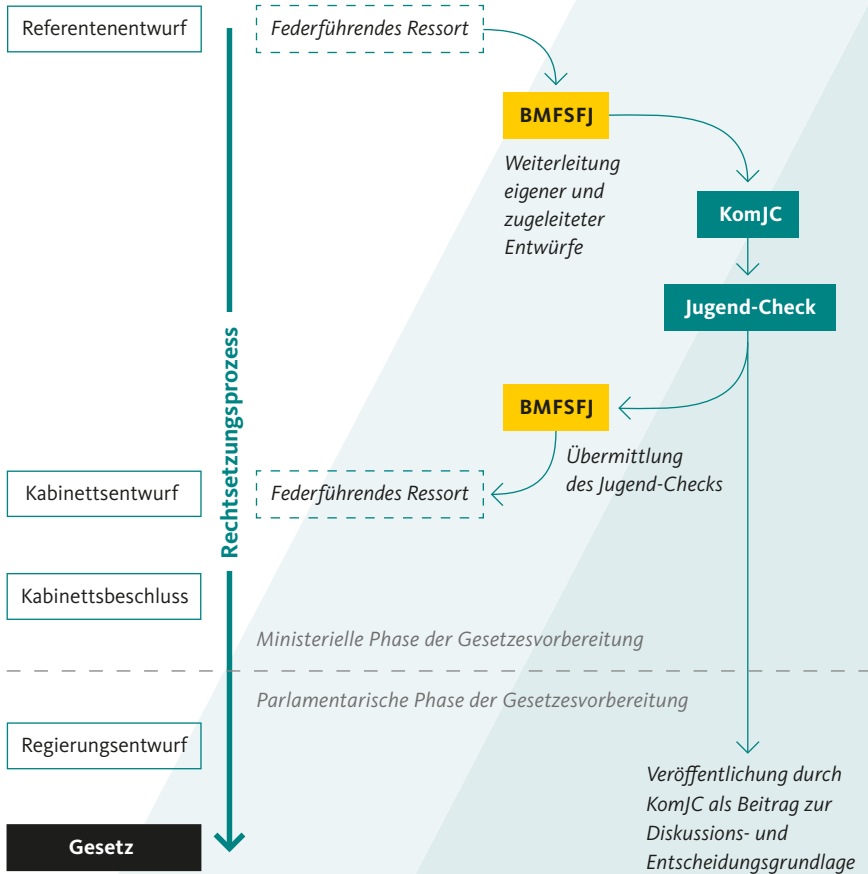 Referentenentwurf
Federführendes Ressort
BMFSFJ
Weiterleitung
eigener und
zugeleiteter
Entwürfe
KomJC
Jugend-Check
Rechtsetzungsprozess
BMFSFJ
Übermittlung
des Jugend-Checks
Kabinettsentwurf
Federführendes Ressort
Kabinettsbeschluss
Ministerielle Phase der Gesetzesvorbereitung
Parlamentarische Phase der Gesetzesvorbereitung
Regierungsentwurf
Veröffentlichung durch
KomJC als Beitrag zur
Diskussions- und
Entscheidungsgrundlage
Gesetz